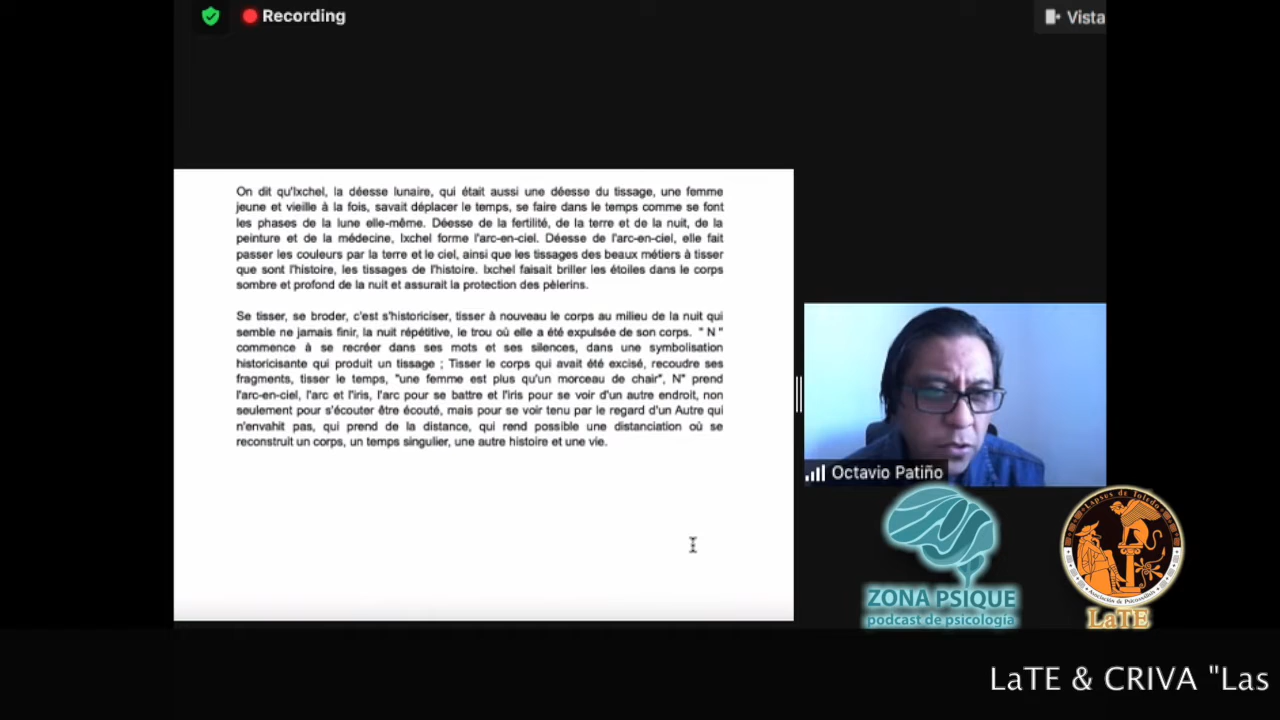 Recording
Vista
On dit qu'Ixchel, la déesse lunaire, qui était aussi une déesse du tissage, une femme
jeune et vieille à la fois, savait déplacer le temps, se faire dans le temps comme se font
les phases de la lune elle-même. Déesse de la fertilité, de la terre et de la nuit, de la
peinture et de la médecine, Ixchel forme l'arc-en-ciel. Déesse de l'arc-en-ciel, elle fait
passer les couleurs par la terre et le ciel, ainsi que les tissages des beaux métiers à tisser
que sont l'histoire, les tissages de l'histoire. Ixchel faisait briller les étoiles dans le corps
sombre et profond de la nuit et assurait la protection des pèlerins.
Se tisser, se broder, c'est s'historiciser, tisser à nouveau le corps au milieu de la nuit qui
semble ne jamais finir, la nuit répétitive, le trou où elle a été expulsée de son corps. " N "
commence à se recréer dans ses mots et ses silences, dans une symbolisation
historicisante qui produit un tissage ; Tisser le corps qui avait été excisé, recoudre ses
fragments, tisser le temps, "une femme est plus qu'un morceau de chair", N" prend
l'arc-en-ciel, l'arc et l'iris, l'arc pour se battre et l'iris pour se voir d'un autre endroit, non
seulement pour s'écouter être écouté, mais pour se voir tenu par le regard d'un Autre qui
n'envahit pas, qui prend de la distance, qui rend possible une distanciation où se
reconstruit un corps, un temps singulier, une autre histoire et une vie.
Octavio Patiño
ZONA PSIQUE
podcast de psicología
Lapsus de Toledo
Asociación de Psicoanálisis
LaTE
LaTE & CRIVA "Las